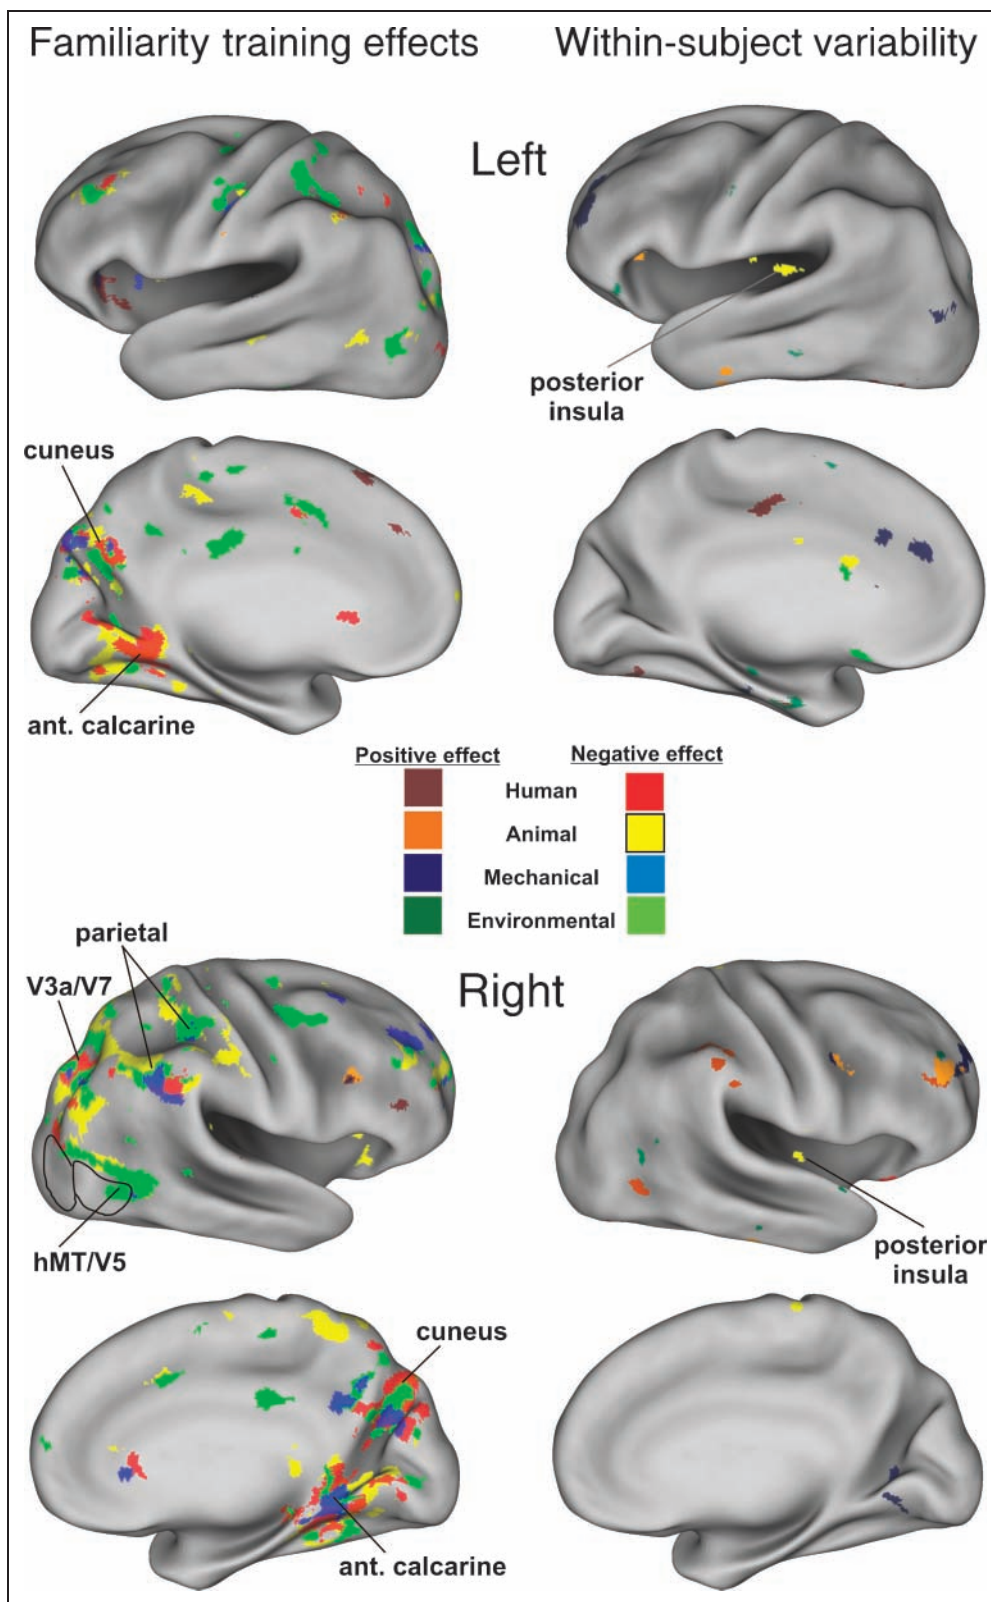 Familiarity training effects
Within-subject variability
Left
posterior
insula
cuneus
ant. calcarine
Positive effect
Negative effect
Human
Animal
Mechanical
Environmental
parietal
V3a/V7
Right
hMT/V5
posterior
insula
cuneus
ant. calcarine